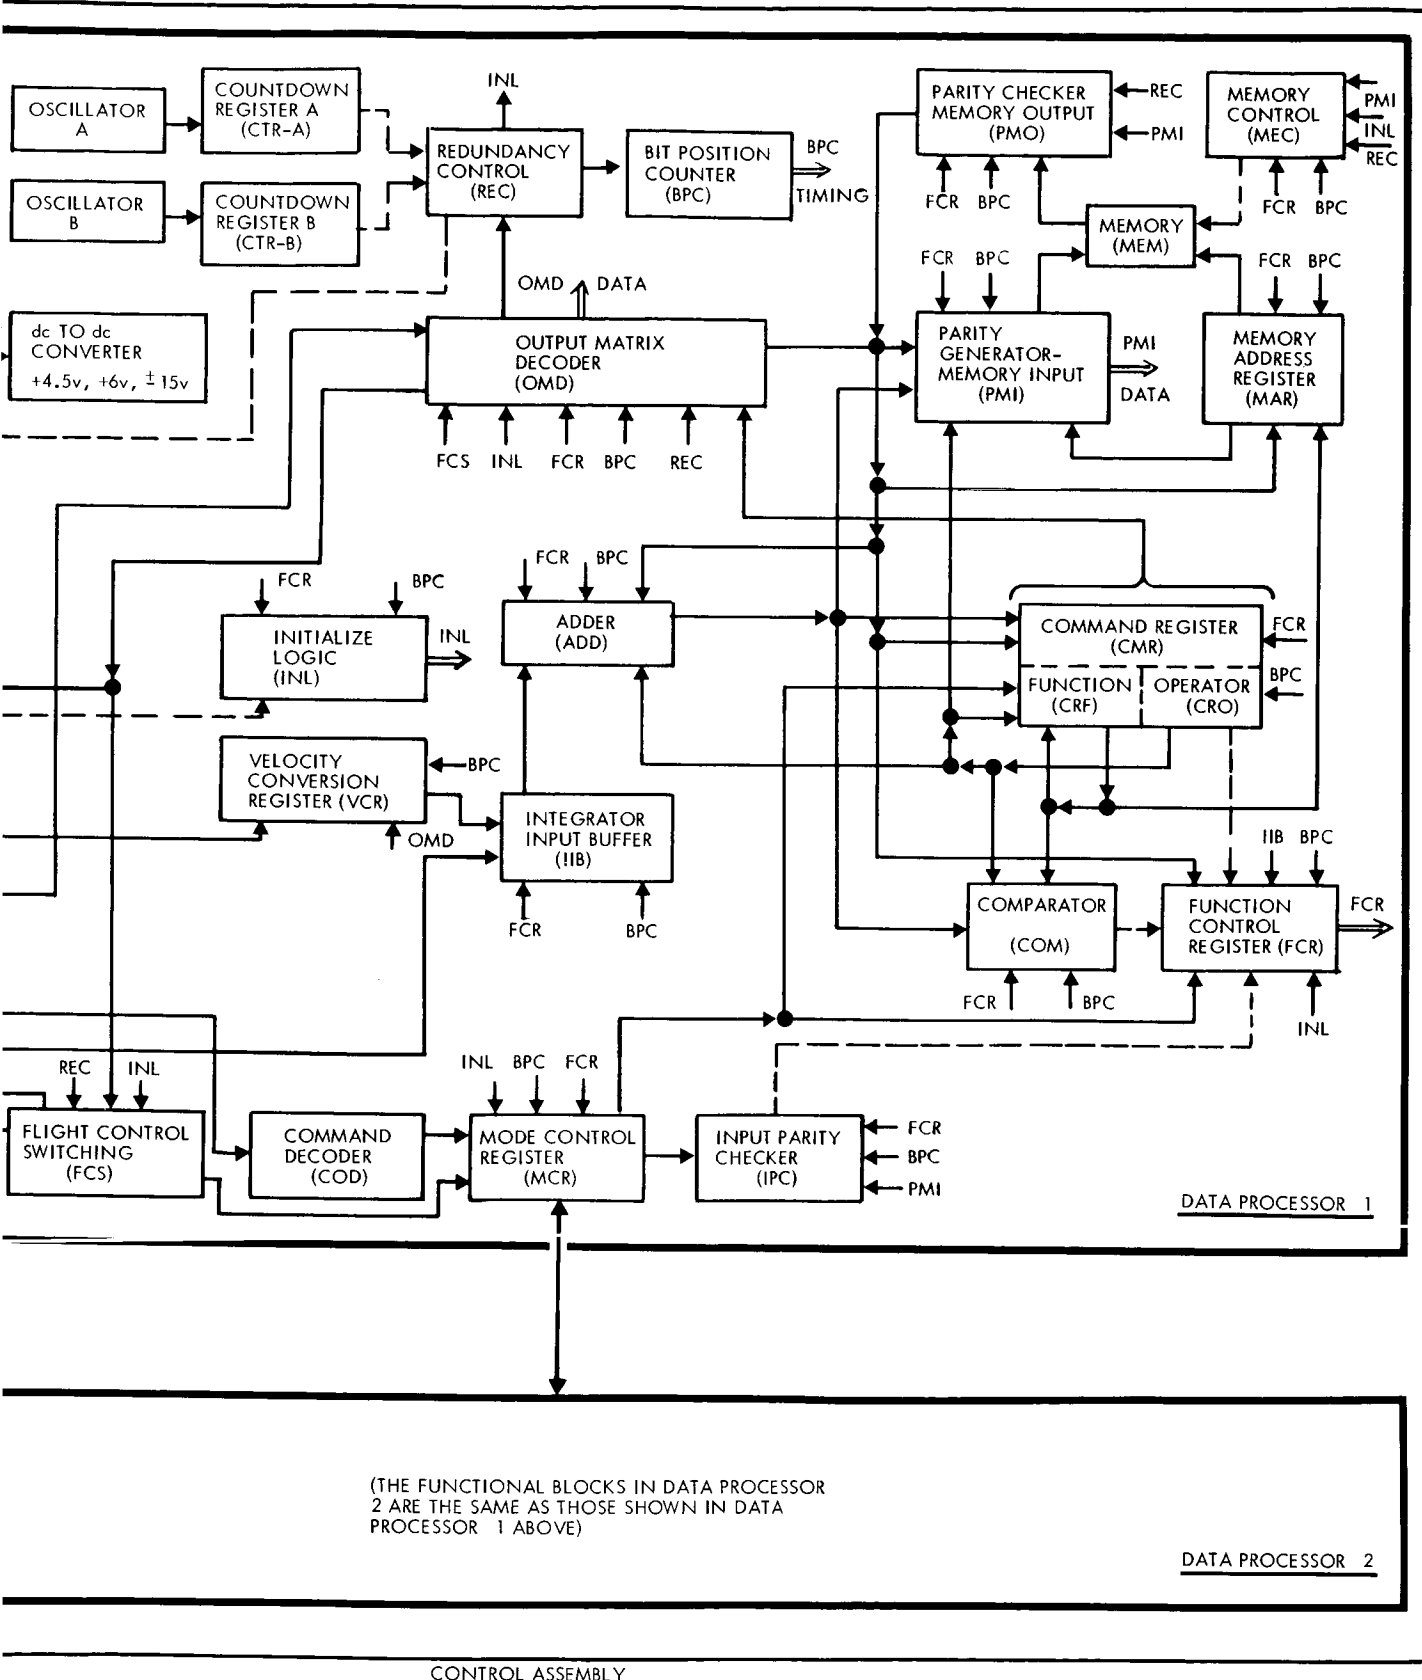 INL
OSCILLATOR
A
COUNTDOWN
REGISTER A
(CTR-A)
REDUNDANCY
CONTROL
(REC)
BIT POSITION
COUNTER
(BPC)
BPC
TIMING
OSCILLATOR
B
COUNTDOWN
REGISTER B
(CTR-B)
PARITY CHECKER
MEMORY OUTPUT
(PMO)
REC
PMI
FCR
BPC
MEMORY
CONTROL
(MEC)
PMI
INL
REC
FCR
BPC
MEMORY
(MEM)
dc TO dc
CONVERTER
+4.5v, +6v, ±15v
OMD
DATA
OUTPUT MATRIX
DECODER
(OMD)
FCS
INL
FCR
BPC
REC
FCR
BPC
PARITY
GENERATOR-
MEMORY INPUT
(PMI)
PMI
DATA
FCR
BPC
MEMORY
ADDRESS
REGISTER
(MAR)
FCR
BPC
INITIALIZE
LOGIC
(INL)
INL
FCR
BPC
ADDER
(ADD)
COMMAND REGISTER
(CMR)
FCR
FUNCTION
(CRF)
OPERATOR
(CRO)
BPC
VELOCITY
CONVERSION
REGISTER (VCR)
BPC
OMD
INTEGRATOR
INPUT BUFFER
(IIB)
FCR
BPC
COMPARATOR
(COM)
FCR
BPC
IIB
BPC
FUNCTION
CONTROL
REGISTER (FCR)
FCR
INL
REC
INL
FLIGHT CONTROL
SWITCHING
(FCS)
COMMAND
DECODER
(COD)
INL
BPC
FCR
MODE CONTROL
REGISTER
(MCR)
INPUT PARITY
CHECKER
(IPC)
FCR
BPC
PMI
DATA PROCESSOR 1
(THE FUNCTIONAL BLOCKS IN DATA PROCESSOR
2 ARE THE SAME AS THOSE SHOWN IN DATA
PROCESSOR 1 ABOVE)
DATA PROCESSOR 2
CONTROL ASSEMBLY